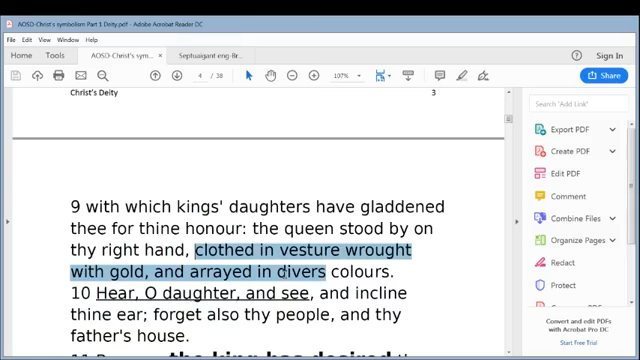 AOSD-Christ's symbolism Part 1 Deity.pdf - Adobe Acrobat Reader DC
File Edit View Window Help
Home Tools AOSD-Christ's sym... × Septuaigant eng-Br... Sign In
4 / 38 107% Share
Christ's Deity 3
9 with which kings' daughters have gladdened
thee for thine honour: the queen stood by on
thy right hand, clothed in vesture wrought
with gold, and arrayed in divers colours.
10 Hear, O daughter, and see, and incline
thine ear; forget also thy people, and thy
father's house.
the king has desired
Search 'Add Link'
Export PDF
Create PDF
Edit PDF
Comment
Combine Files
Organize Pages
Redact
Protect
Convert and edit PDFs
with Acrobat Pro DC
Start Free Trial